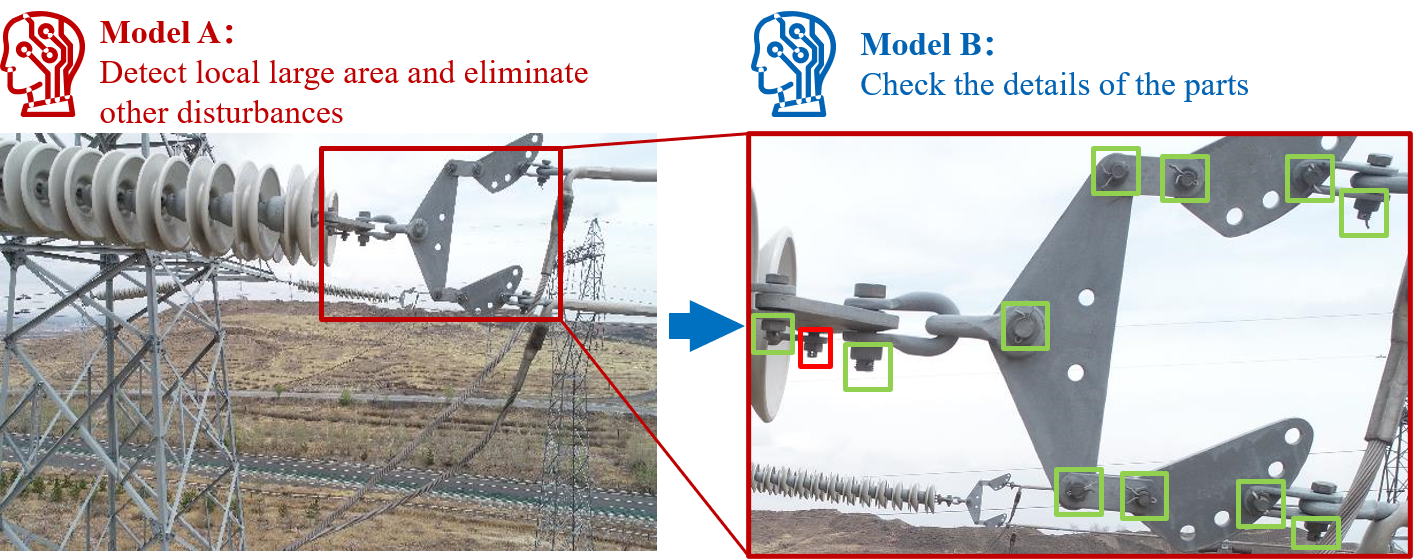 Model A:
Detect local large area and eliminate
other disturbances
Model B:
Check the details of the parts